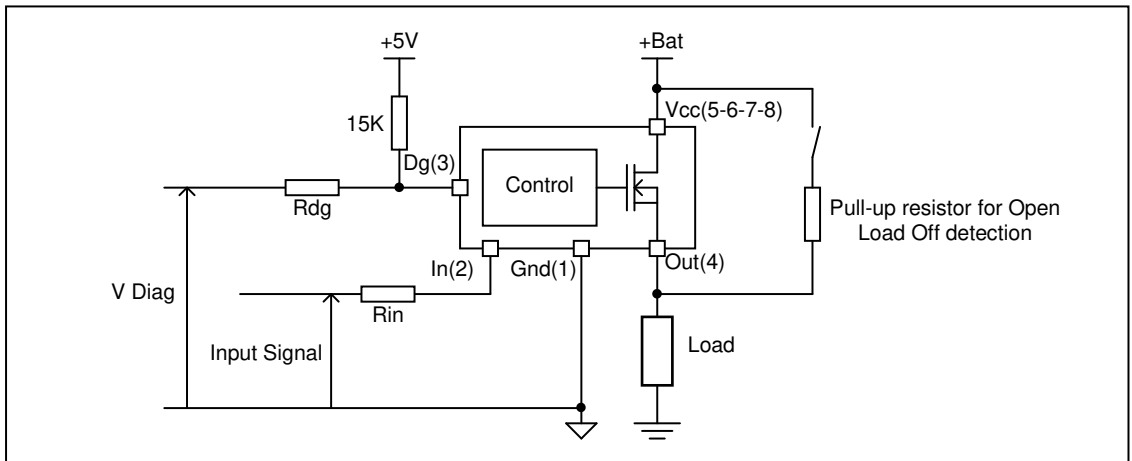 +5V
+Bat
15K
Vcc(5-6-7-8)
Dg(3)
Control
Rdg
Pull-up resistor for Open
Load Off detection
In(2)
Gnd(1)
Out(4)
V Diag
Rin
Input Signal
Load